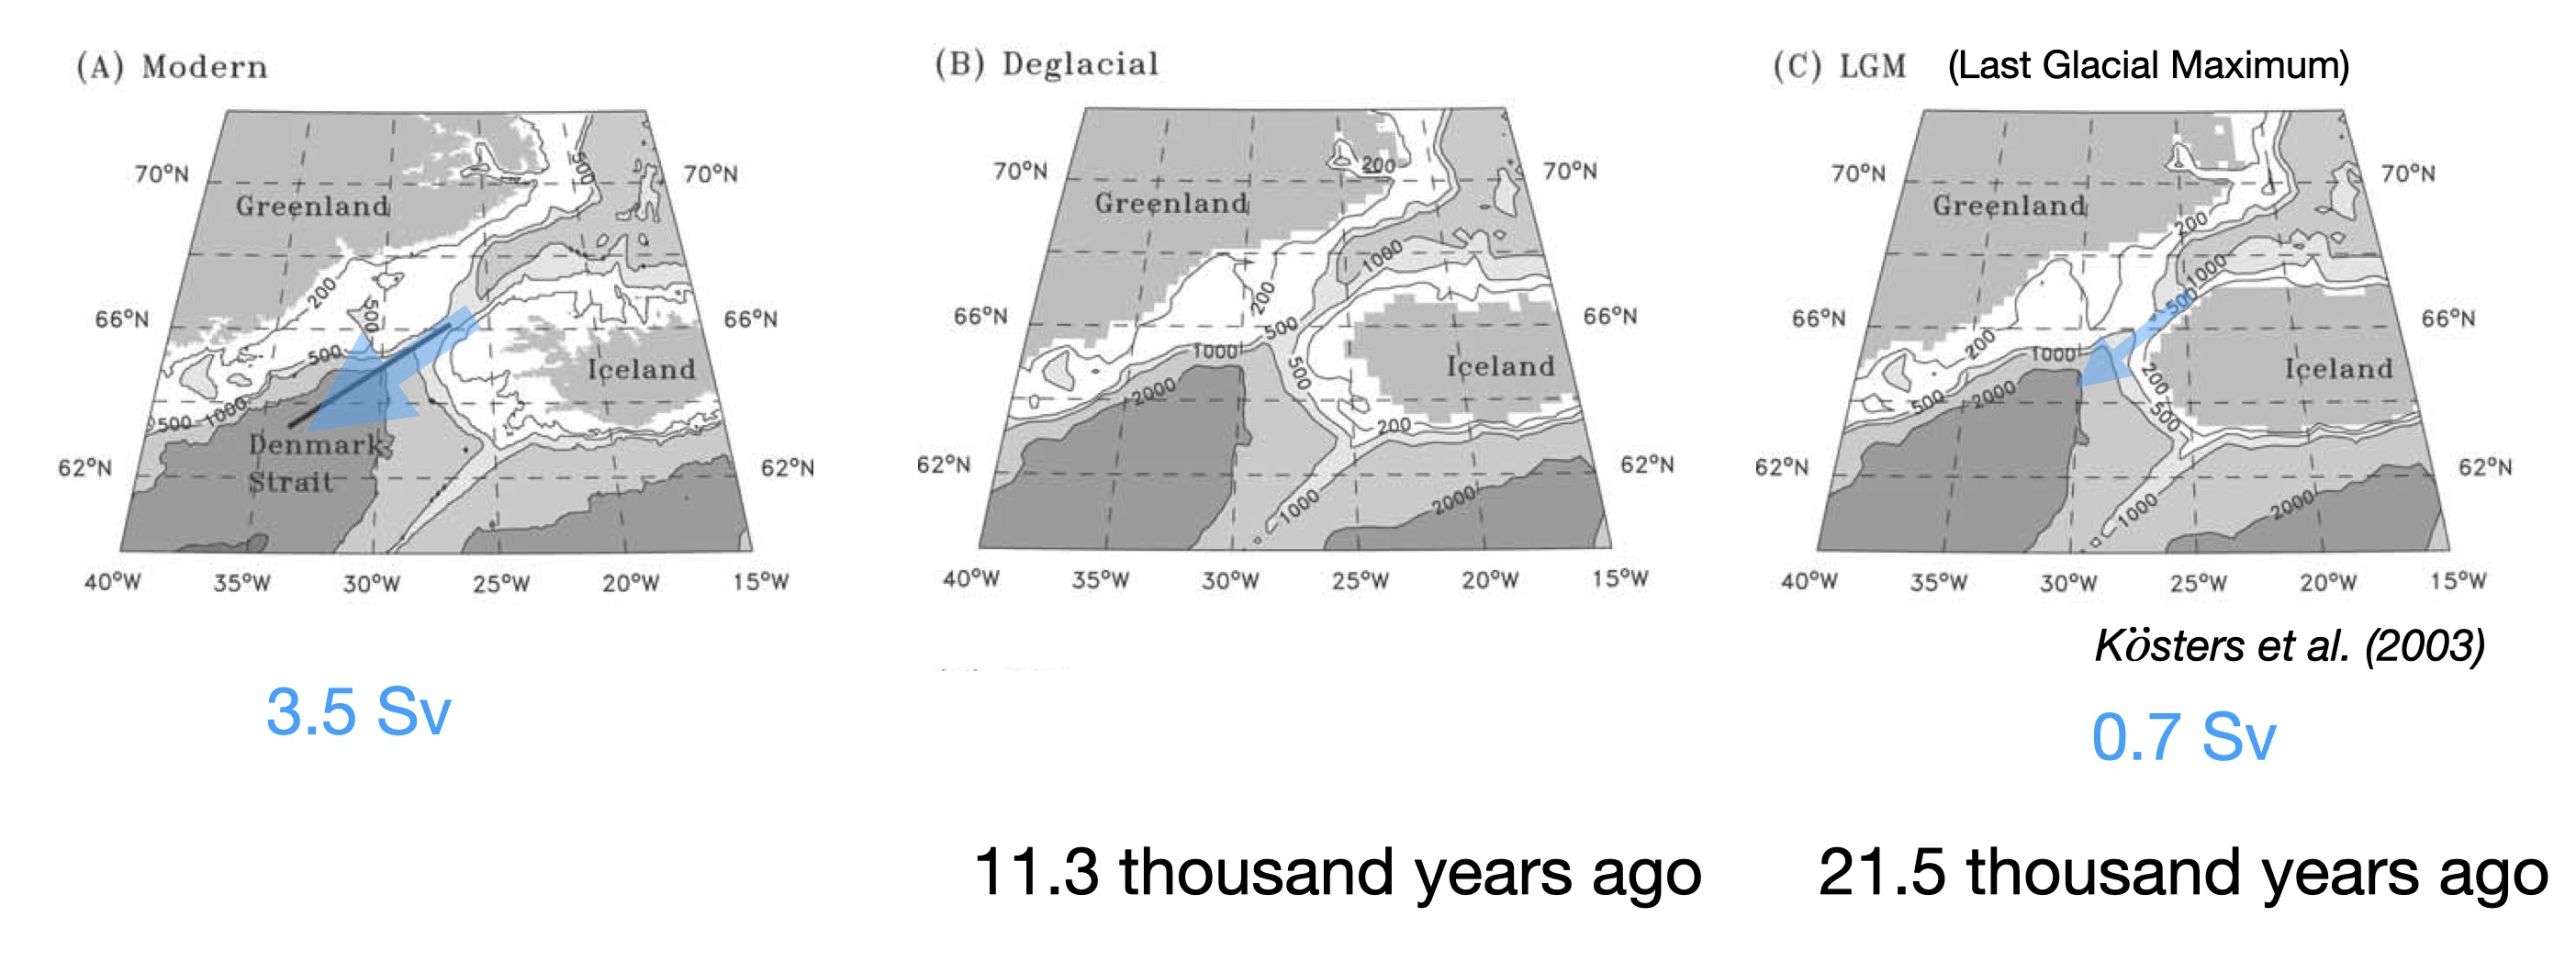 (A) Modern
(B) Deglacial
(C) LGM (Last Glacial Maximum)
70°N
70°N
70°N
70°N
70°N
70°N
Greenland
Greenland
Greenland
500
200
200
1000
1000
200
500
200
500
66°N
66°N
66°N
66°N
66°N
66°N
500
500
200
1000
1000
Iceland
Iceland
Iceland
500
200
2000
500
1000
500
2000
200
500
Denmark
Strait
62°N
62°N
62°N
62°N
62°N
62°N
1000
2000
1000
2000
40°W 35°W 30°W 25°W 20°W 15°W
40°W 35°W 30°W 25°W 20°W 15°W
40°W 35°W 30°W 25°W 20°W 15°W
Kösters et al. (2003)
3.5 Sv
0.7 Sv
11.3 thousand years ago
21.5 thousand years ago